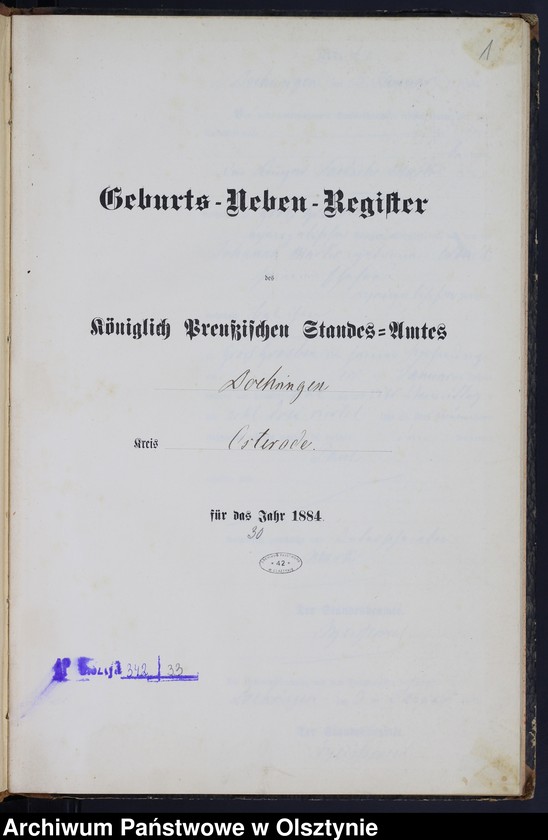 1
Geburts-Neben-Register
des
Königlich Preußischen Standes-Amtes
Doehringen
Kreis Osterode.
für das Jahr 1884.
30
42
342 / 33
Archiwum Państwowe w Olsztynie